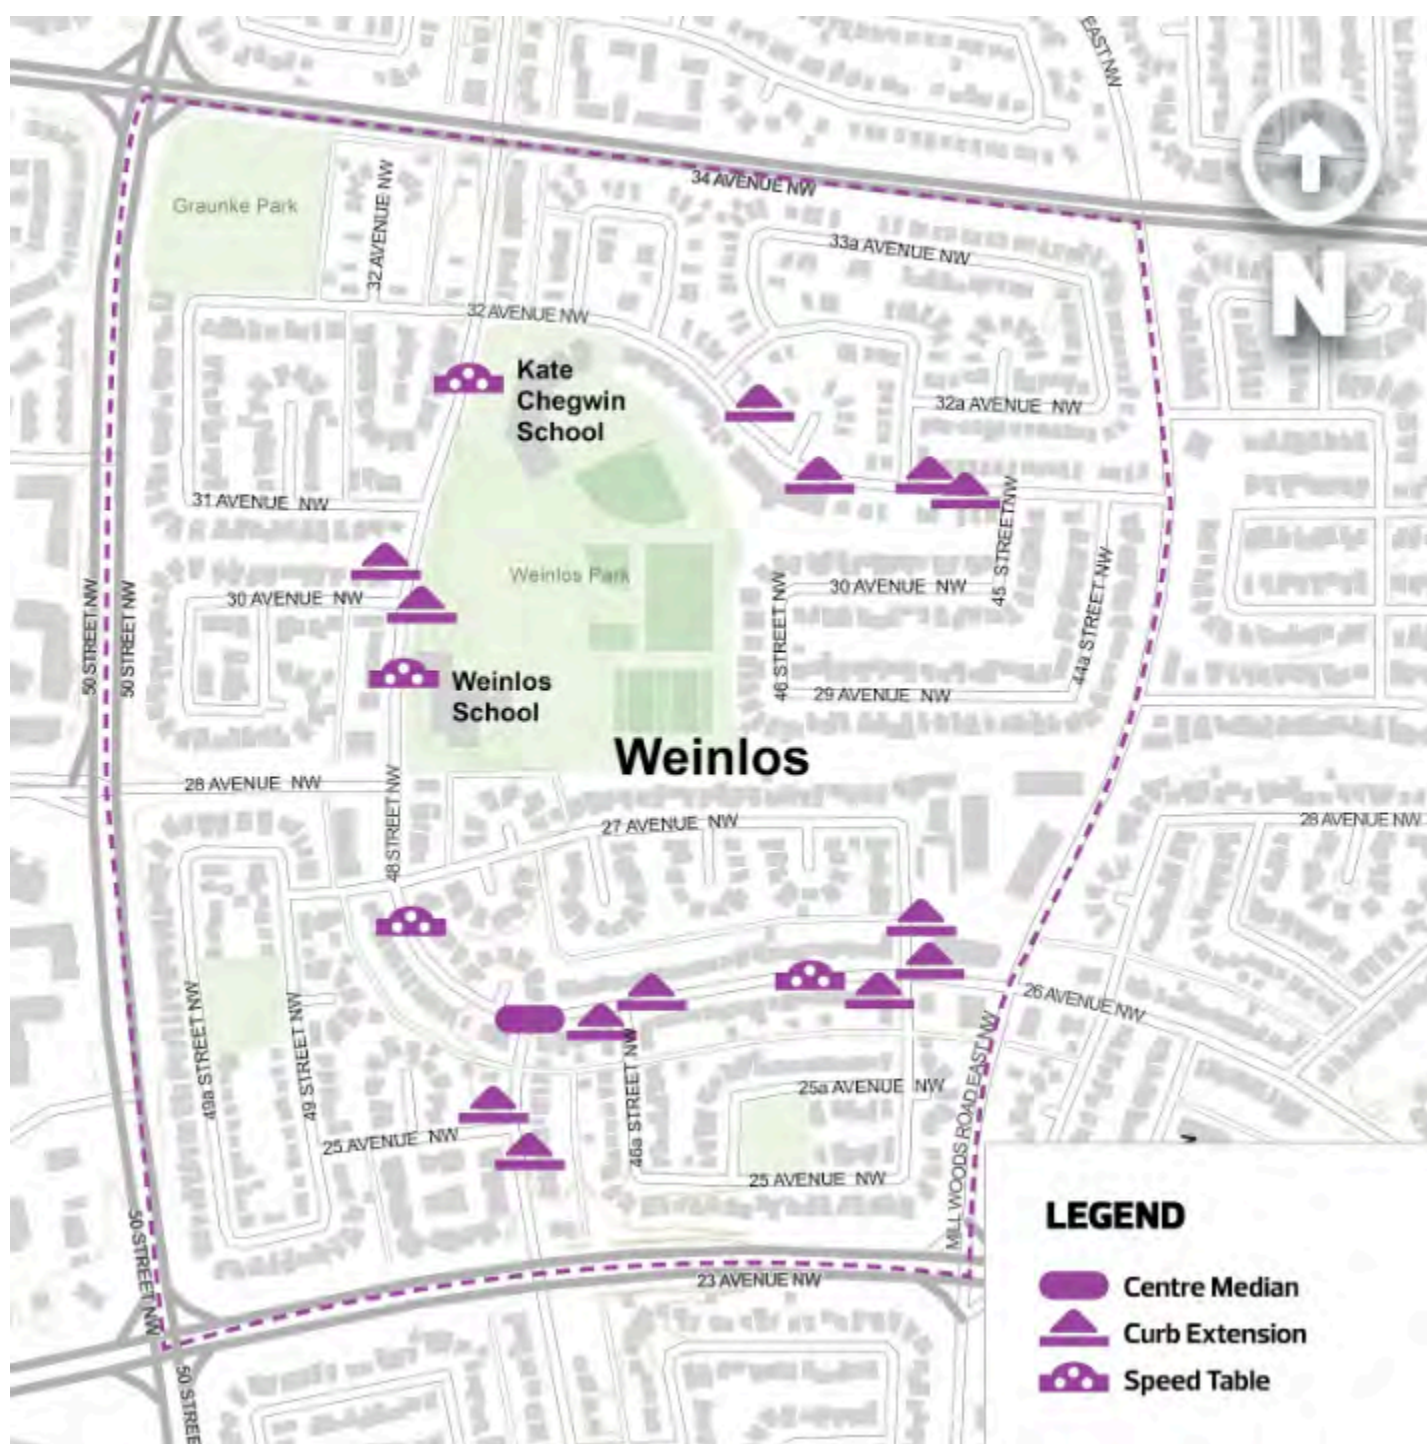 EAST NW
34 AVENUE NW
Graunke Park
32 AVENUE NW
33a AVENUE NW
N
32 AVENUE NW
Kate
Chegwin
School
32a AVENUE NW
31 AVENUE NW
45 STREET NW
Weinlos Park
30 AVENUE NW
30 AVENUE NW
46 STREET NW
44a STREET NW
50 STREET NW
50 STREET NW
Weinlos
School
29 AVENUE NW
Weinlos
28 AVENUE NW
48 STREET NW
27 AVENUE NW
28 AVENUE NW
49a STREET NW
49 STREET NW
26 AVENUE NW
46a STREET NW
MILLWOODS ROAD EAST NW
25a AVENUE NW
25 AVENUE NW
25 AVENUE NW
50 STREET NW
23 AVENUE NW
50 STREE
LEGEND
Centre Median
Curb Extension
Speed Table